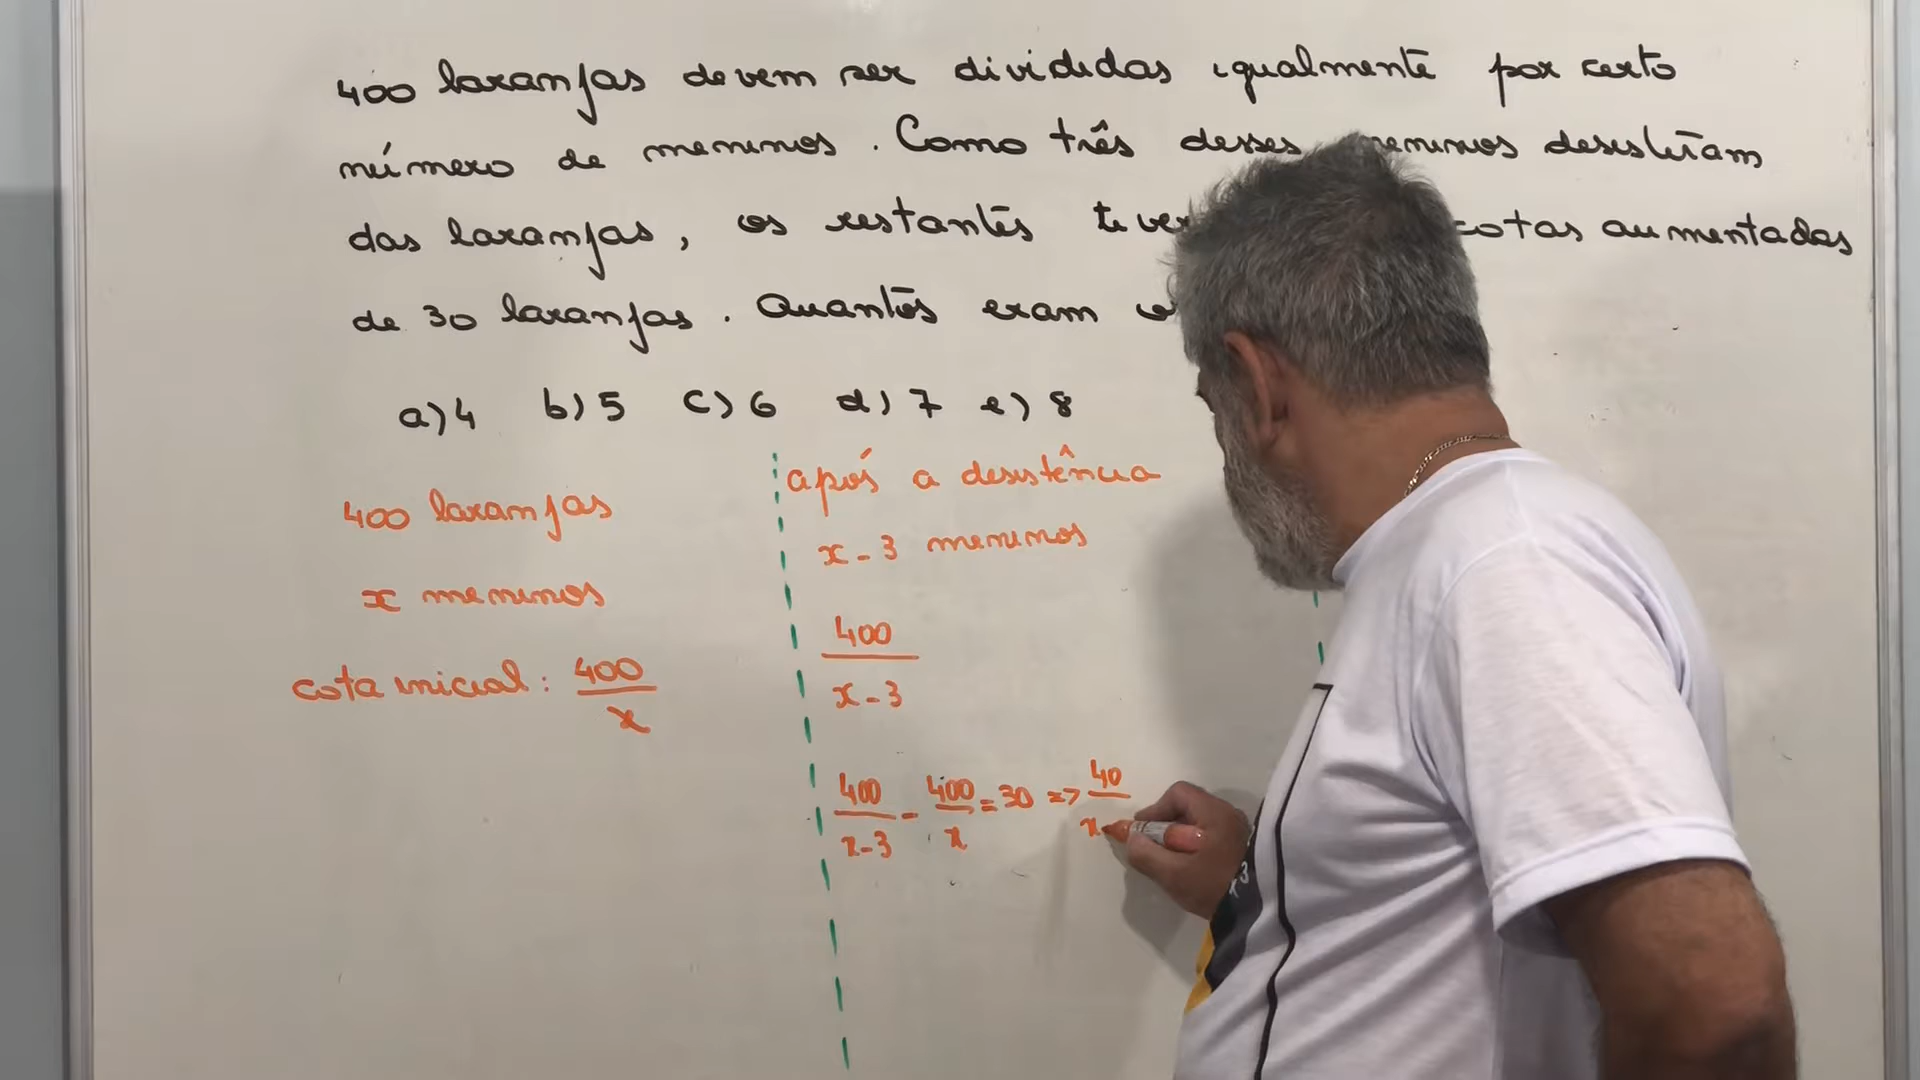 400 laranjas devem ser divididas igualmente por certo
número de meninos. Como três desses meninos desistiram
das laranjas, os restantes cotas aumentadas
de 30 laranjas. Quantos eram
a) 4 b) 5 c) 6 d) 7 e) 8
400 laranjas
x meninos
cota inicial: 400/x
após a desistência
x - 3 meninos
400/x - 3
400/x-3 - 400/x = 30 => 40/x